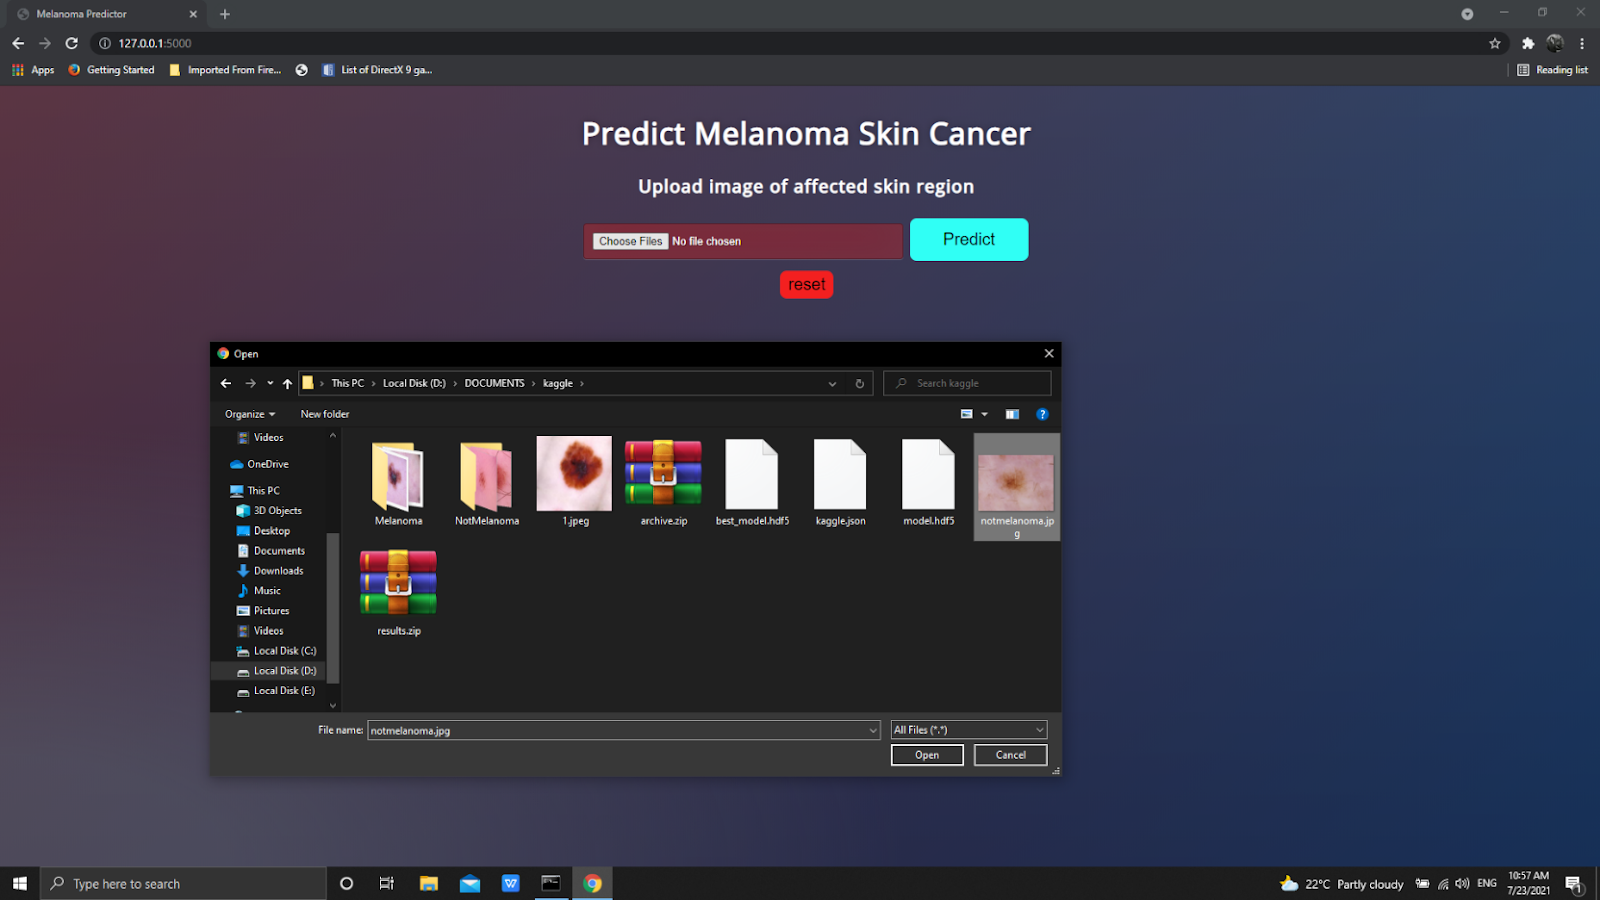 Melanoma Predictor
127.0.0.1:5000
Apps
Getting Started
Imported From Fire...
List of DirectX 9 ga...
Reading list
Predict Melanoma Skin Cancer
Upload image of affected skin region
Choose Files No file chosen
Predict
reset
Open
This PC
Local Disk (D:)
DOCUMENTS
kaggle
Search kaggle
Organize
New folder
Videos
OneDrive
This PC
3D Objects
Desktop
Documents
Downloads
Music
Pictures
Videos
Local Disk (C:)
Local Disk (D:)
Local Disk (E:)
Melanoma
NotMelanoma
1.jpeg
archive.zip
best_model.hdf5
kaggle.json
model.hdf5
notmelanoma.jp
g
results.zip
File name: notmelanoma.jpg
All Files (*.*)
Open
Cancel
Type here to search
22°C Partly cloudy
ENG
10:57 AM
7/23/2021
1